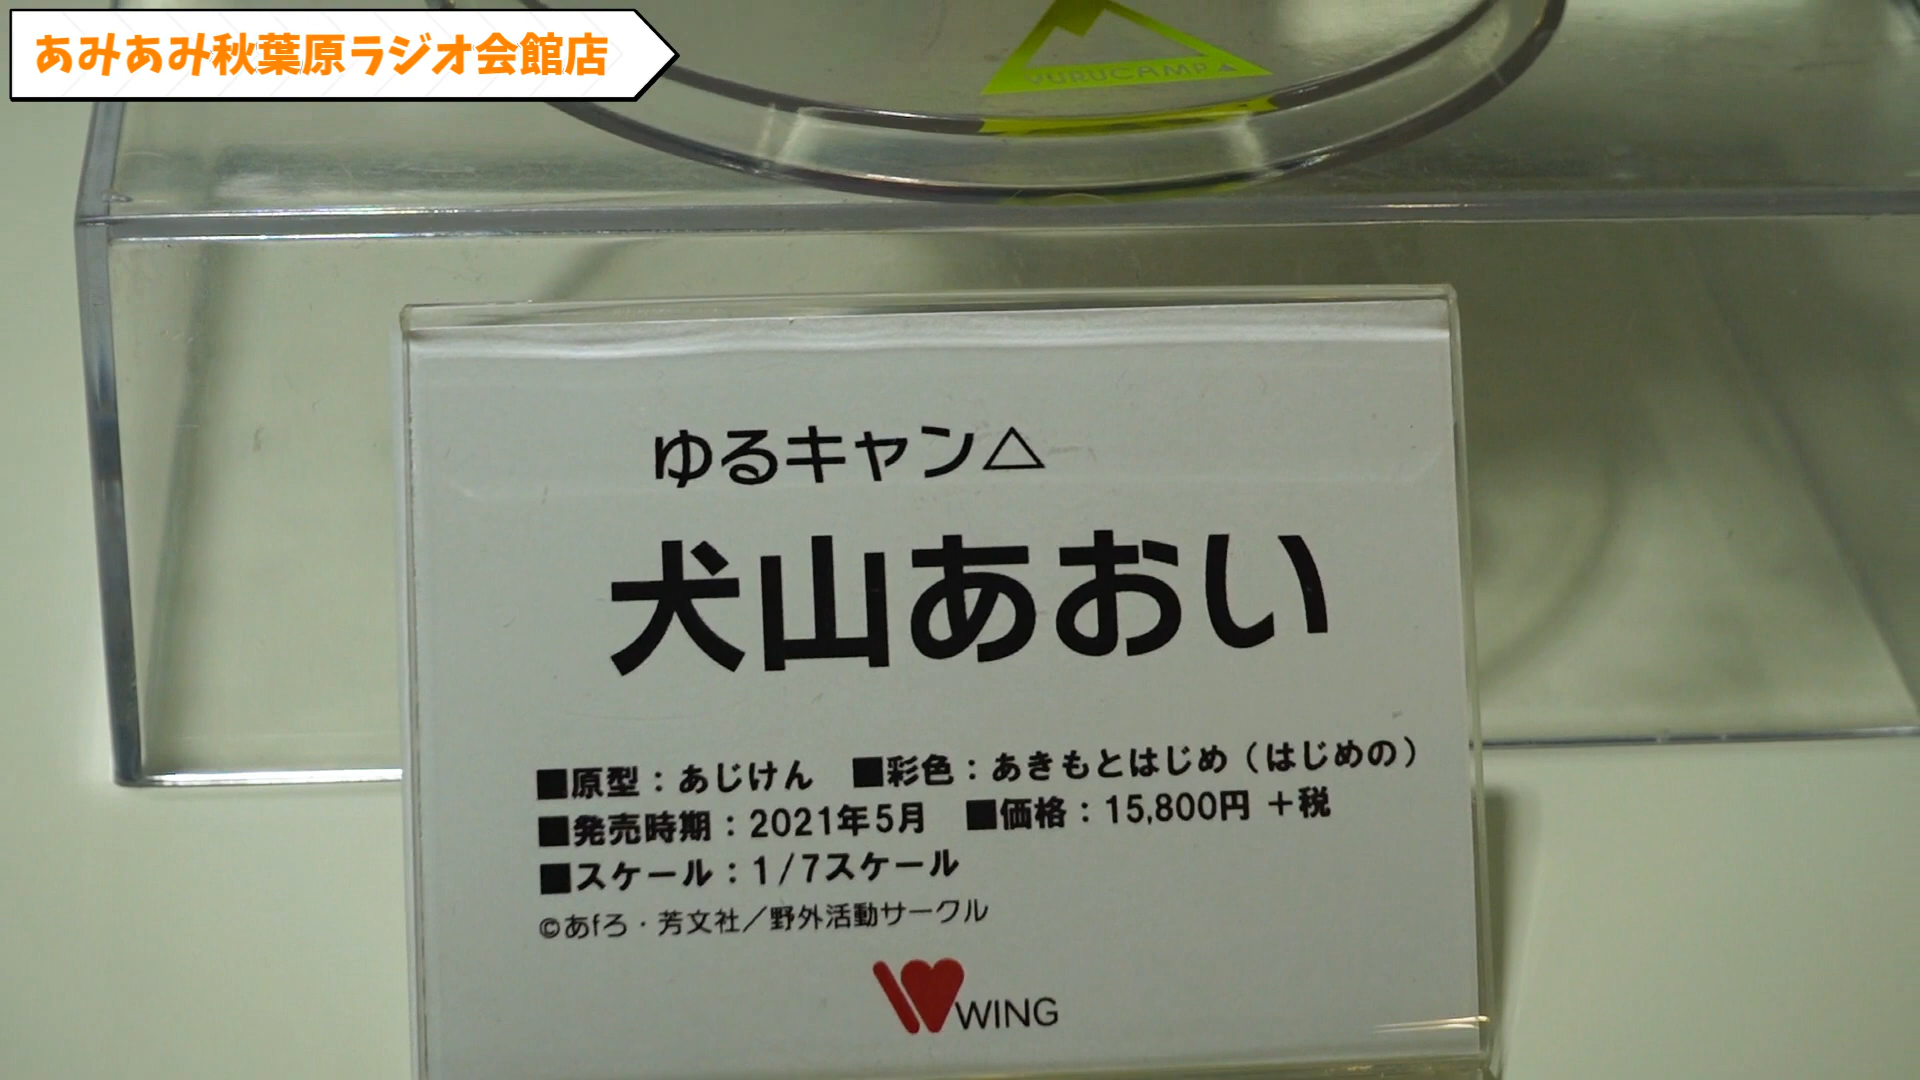 あみあみ秋葉原ラジオ会館店
YURUCAMP△
ゆるキャン△
犬山あおい
■原型：あじけん　■彩色：あきもとはじめ（はじめの）
■発売時期：2021年5月　■価格：15,800円 ＋税
■スケール：1/7スケール
©あfろ・芳文社／野外活動サークル
WING